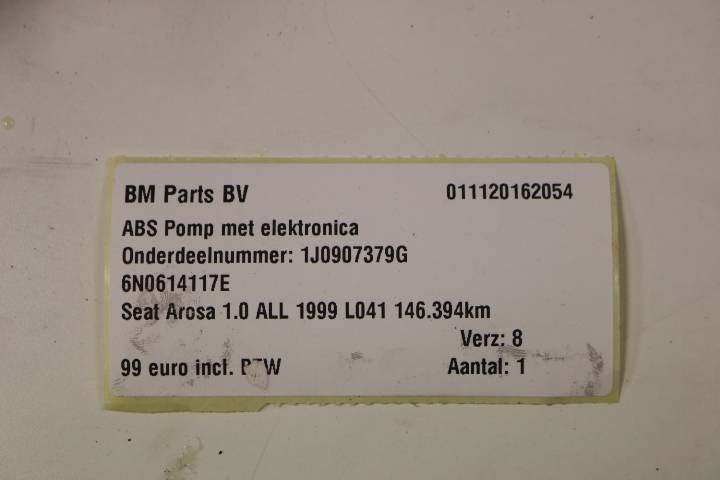 BM Parts BV 011120162054
ABS Pomp met elektronica
Onderdeelnummer: 1J0907379G
6N0614117E
Seat Arosa 1.0 ALL 1999 L041 146.394km
Verz: 8
99 euro incl. BTW Aantal: 1